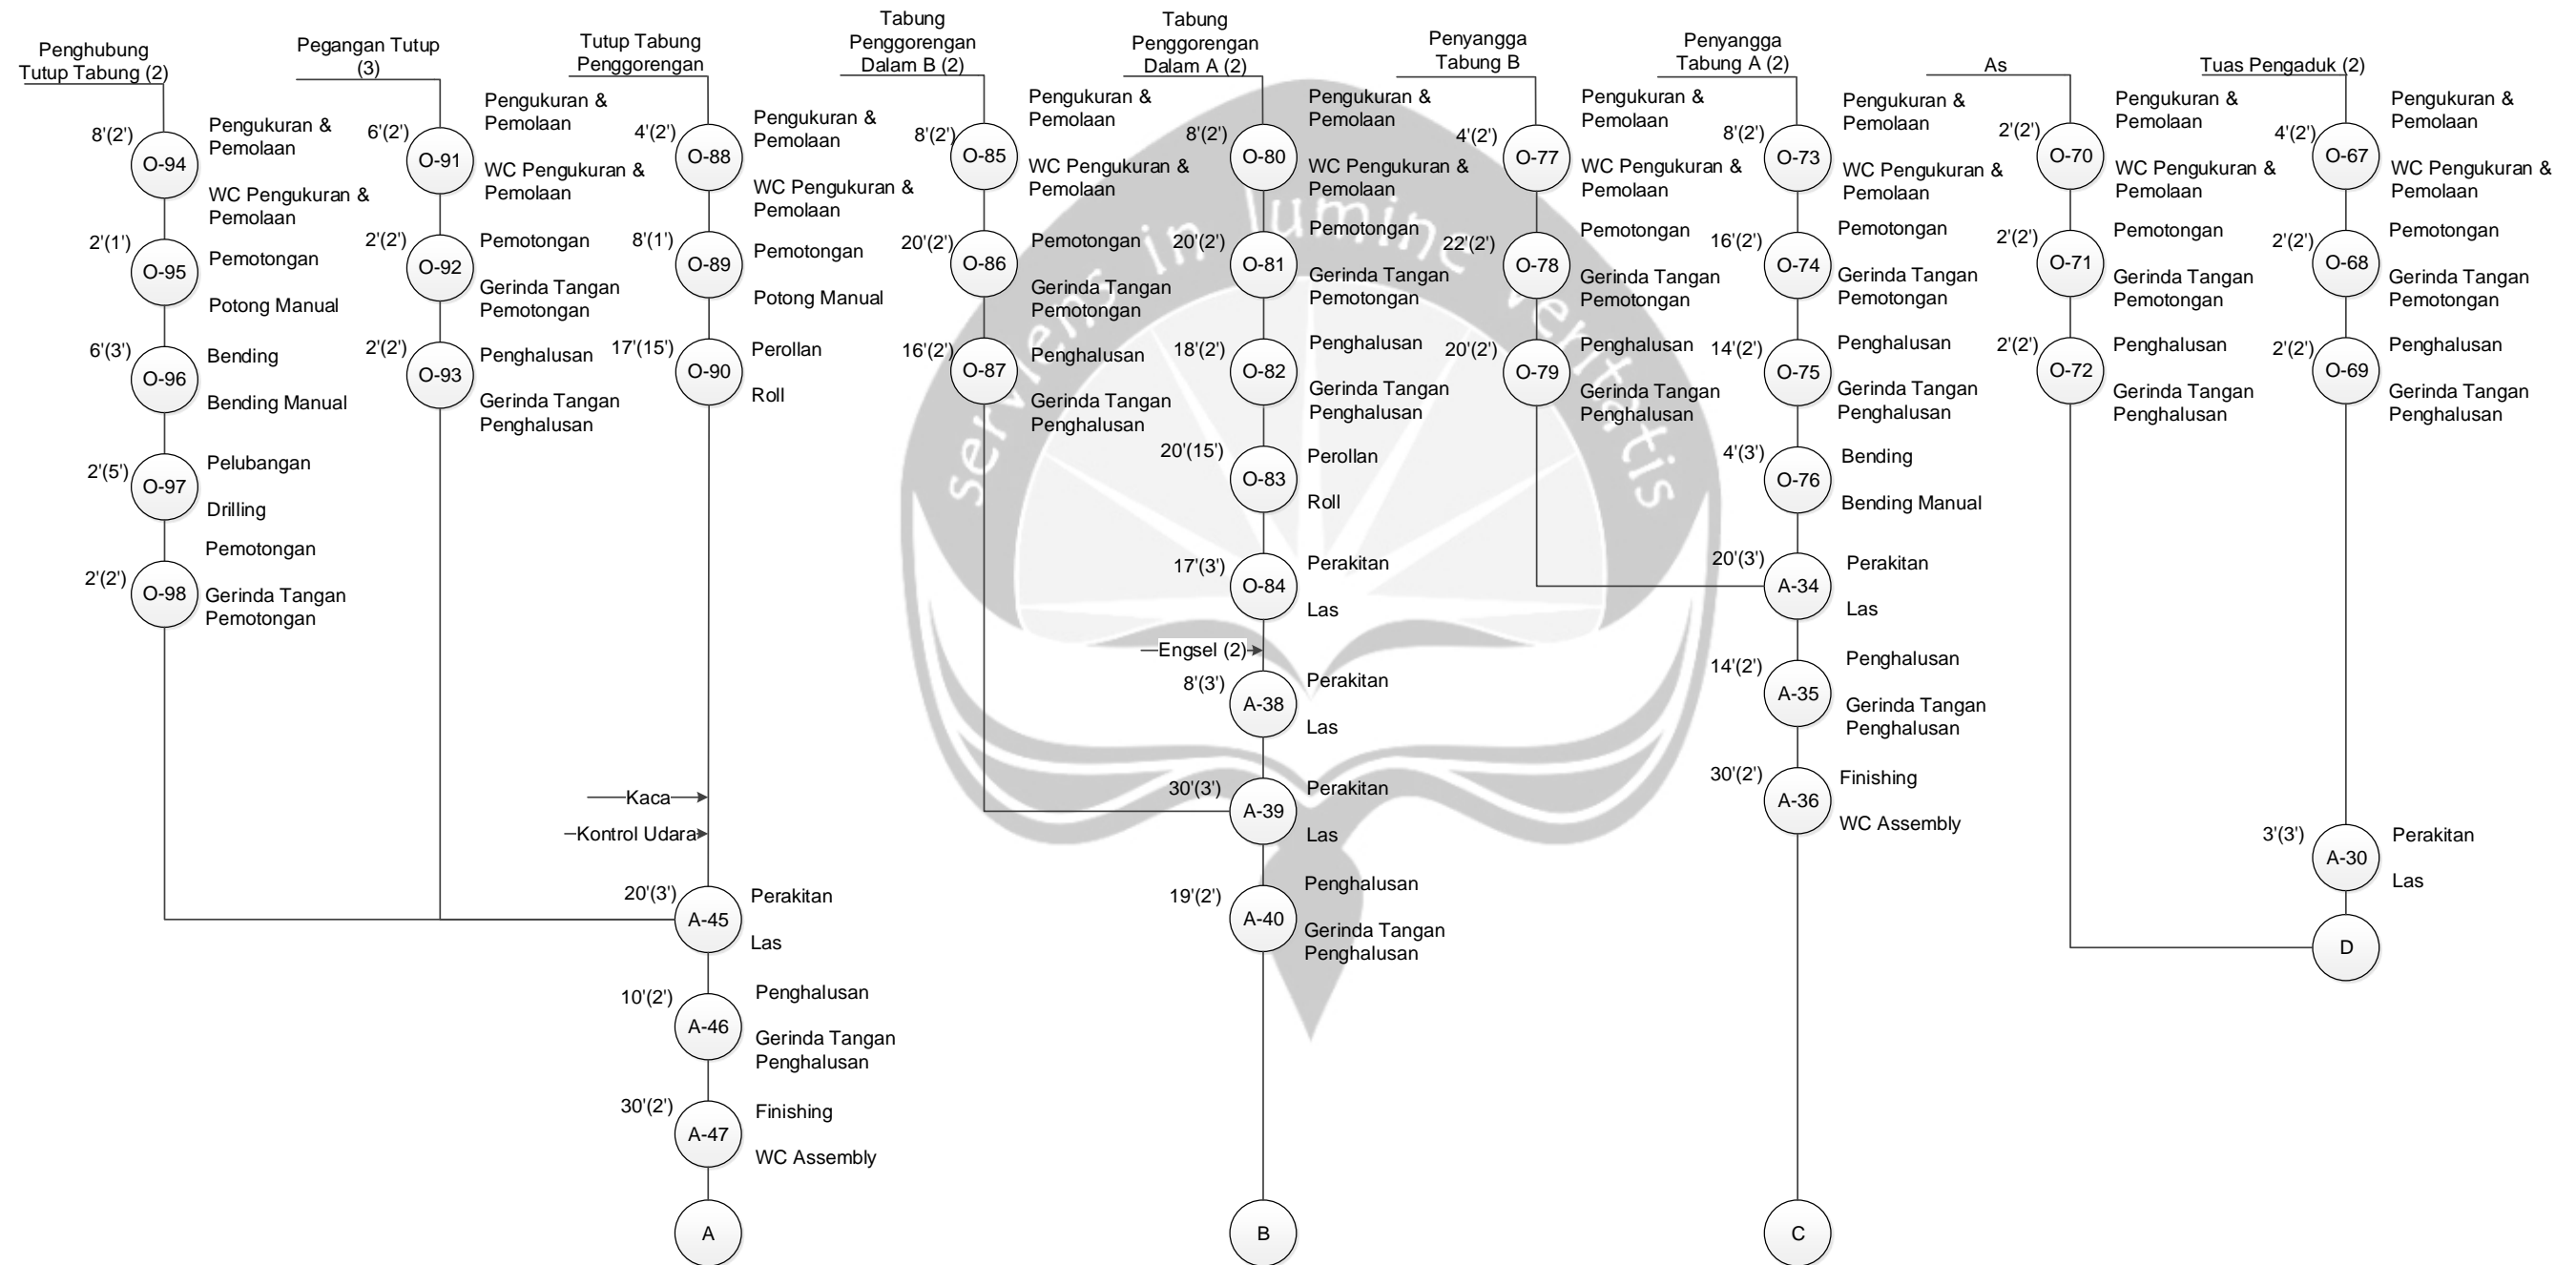 Penghubung
Tutup Tabung (2)
8'(2')
O-94
Pengukuran &
Pemolaan
WC Pengukuran &
Pemolaan
2'(1')
O-95
Pemotongan
Potong Manual
6'(3')
O-96
Bending
Bending Manual
2'(5')
O-97
Pelubangan
Drilling
2'(2')
O-98
Pemotongan
Gerinda Tangan
Pemotongan
Pegangan Tutup
(3)
6'(2')
O-91
Pengukuran &
Pemolaan
WC Pengukuran &
Pemolaan
2'(2')
O-92
Pemotongan
Gerinda Tangan
Pemotongan
2'(2')
O-93
Penghalusan
Gerinda Tangan
Penghalusan
Tutup Tabung
Penggorengan
4'(2')
O-88
Pengukuran &
Pemolaan
WC Pengukuran &
Pemolaan
8'(1')
O-89
Pemotongan
Potong Manual
17'(15')
O-90
Perollan
Roll
Kaca
Kontrol Udara
20'(3')
A-45
Perakitan
Las
10'(2')
A-46
Penghalusan
Gerinda Tangan
Penghalusan
30'(2')
A-47
Finishing
WC Assembly
A
Tabung
Penggorengan
Dalam B (2)
8'(2')
O-85
Pengukuran &
Pemolaan
WC Pengukuran &
Pemolaan
20'(2')
O-86
Pemotongan
Gerinda Tangan
Pemotongan
16'(2')
O-87
Penghalusan
Gerinda Tangan
Penghalusan
Tabung
Penggorengan
Dalam A (2)
8'(2')
O-80
Pengukuran &
Pemolaan
WC Pengukuran &
Pemolaan
20'(2')
O-81
Pemotongan
Gerinda Tangan
Pemotongan
18'(2')
O-82
Penghalusan
Gerinda Tangan
Penghalusan
20'(15')
O-83
Perollan
Roll
17'(3')
O-84
Perakitan
Las
Engsel (2)
8'(3')
A-38
Perakitan
Las
30'(3')
A-39
Perakitan
Las
19'(2')
A-40
Penghalusan
Gerinda Tangan
Penghalusan
B
Penyangga
Tabung B
4'(2')
O-77
Pengukuran &
Pemolaan
WC Pengukuran &
Pemolaan
22'(2')
O-78
Pemotongan
Gerinda Tangan
Pemotongan
20'(2')
O-79
Penghalusan
Gerinda Tangan
Penghalusan
Penyangga
Tabung A (2)
8'(2')
O-73
Pengukuran &
Pemolaan
WC Pengukuran &
Pemolaan
16'(2')
O-74
Pemotongan
Gerinda Tangan
Pemotongan
14'(2')
O-75
Penghalusan
Gerinda Tangan
Penghalusan
4'(3')
O-76
Bending
Bending Manual
20'(3')
A-34
Perakitan
Las
14'(2')
A-35
Penghalusan
Gerinda Tangan
Penghalusan
30'(2')
A-36
Finishing
WC Assembly
C
As
2'(2')
O-70
Pengukuran &
Pemolaan
WC Pengukuran &
Pemolaan
2'(2')
O-71
Pemotongan
Gerinda Tangan
Pemotongan
2'(2')
O-72
Penghalusan
Gerinda Tangan
Penghalusan
Tuas Pengaduk (2)
4'(2')
O-67
Pengukuran &
Pemolaan
WC Pengukuran &
Pemolaan
2'(2')
O-68
Pemotongan
Gerinda Tangan
Pemotongan
2'(2')
O-69
Penghalusan
Gerinda Tangan
Penghalusan
3'(3')
A-30
Perakitan
Las
D
serviens in lumine veritatis